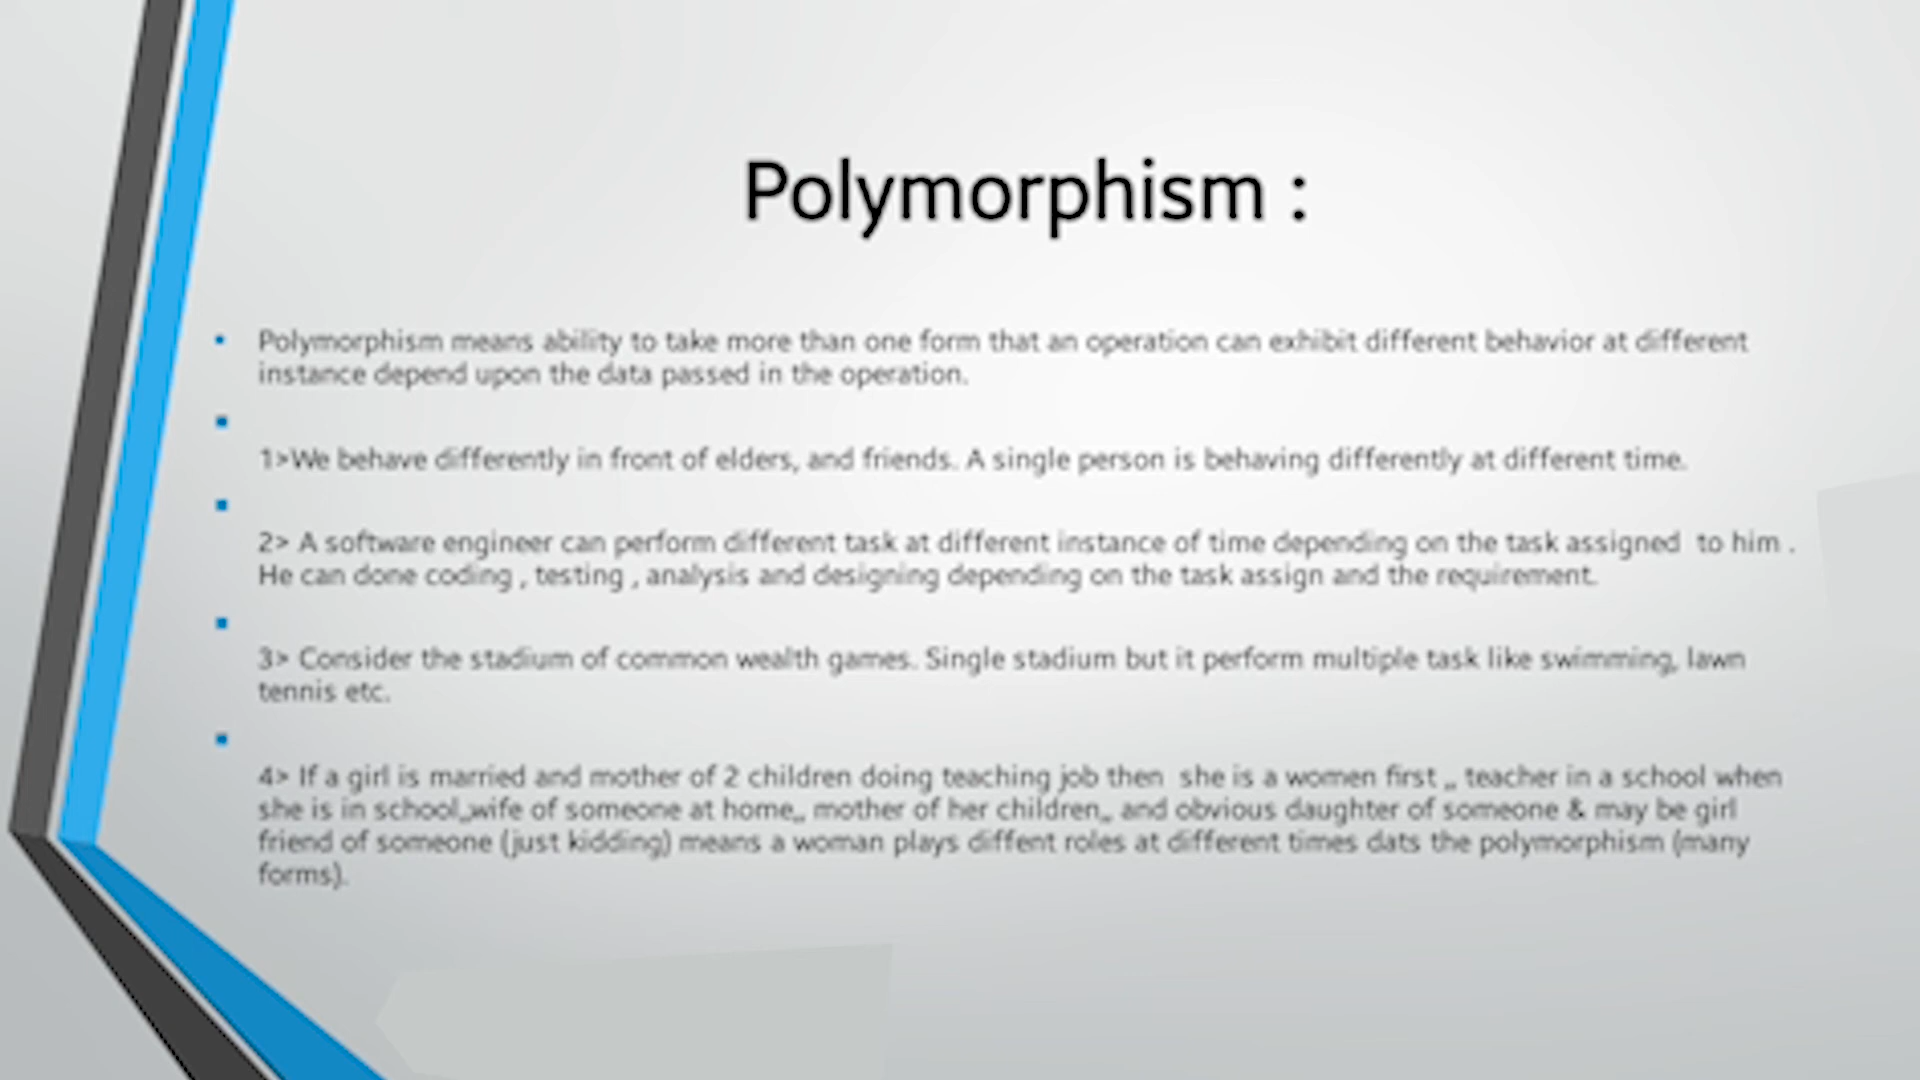 Polymorphism :
Polymorphism means ability to take more than one form that an operation can exhibit different behavior at different
instance depend upon the data passed in the operation.
1>We behave differently in front of elders, and friends. A single person is behaving differently at different time.
2> A software engineer can perform different task at different instance of time depending on the task assigned  to him .
He can done coding , testing , analysis and designing depending on the task assign and the requirement.
3> Consider the stadium of common wealth games. Single stadium but it perform multiple task like swimming, lawn
tennis etc.
4> If a girl is married and mother of 2 children doing teaching job then  she is a women first ,, teacher in a school when
she is in school,,wife of someone at home,, mother of her children,, and obvious daughter of someone & may be girl
friend of someone (just kidding) means a woman plays diffent roles at different times dats the polymorphism (many
forms).